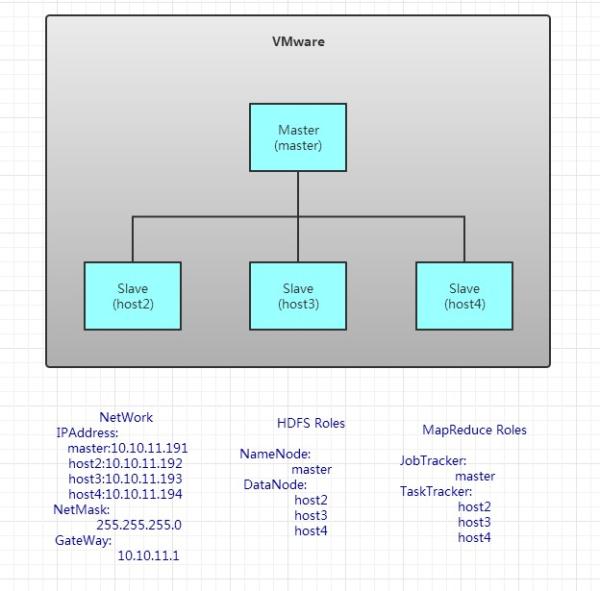 VMware
Master
(master)
Slave
(host2)
Slave
(host3)
Slave
(host4)
NetWork
IPAddress:
master:10.10.11.191
host2:10.10.11.192
host3:10.10.11.193
host4:10.10.11.194
NetMask:
255.255.255.0
GateWay:
10.10.11.1
HDFS Roles
NameNode:
master
DataNode:
host2
host3
host4
MapReduce Roles
JobTracker:
master
TaskTracker:
host2
host3
host4